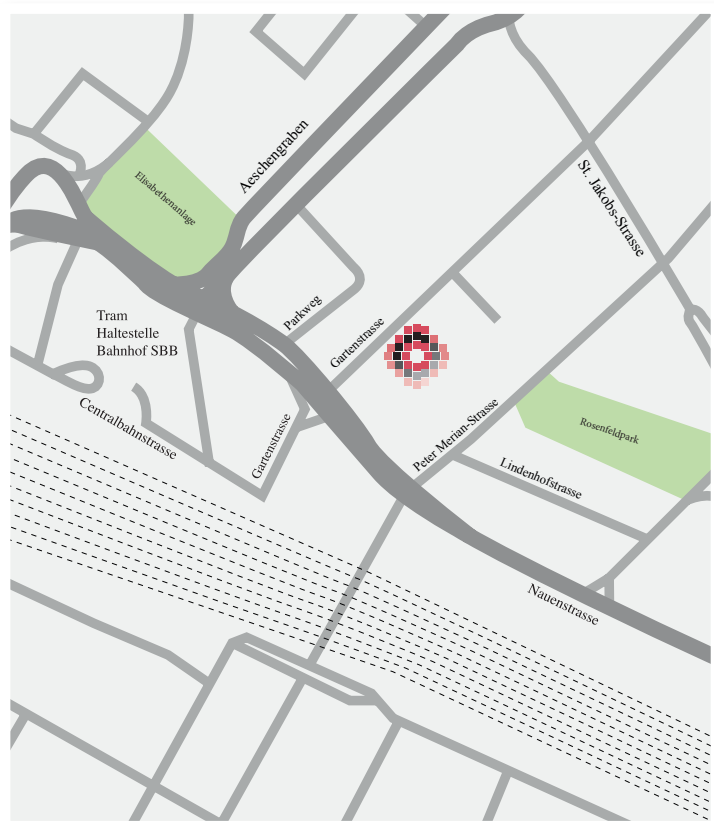 Aeschengraben
Elisabethenanlage
St. Jakobs-Strasse
Parkweg
Tram
Haltestelle
Bahnhof SBB
Gartenstrasse
Centralbahnstrasse
Gartenstrasse
Peter Merian-Strasse
Rosenfeldpark
Lindenhofstrasse
Nauenstrasse